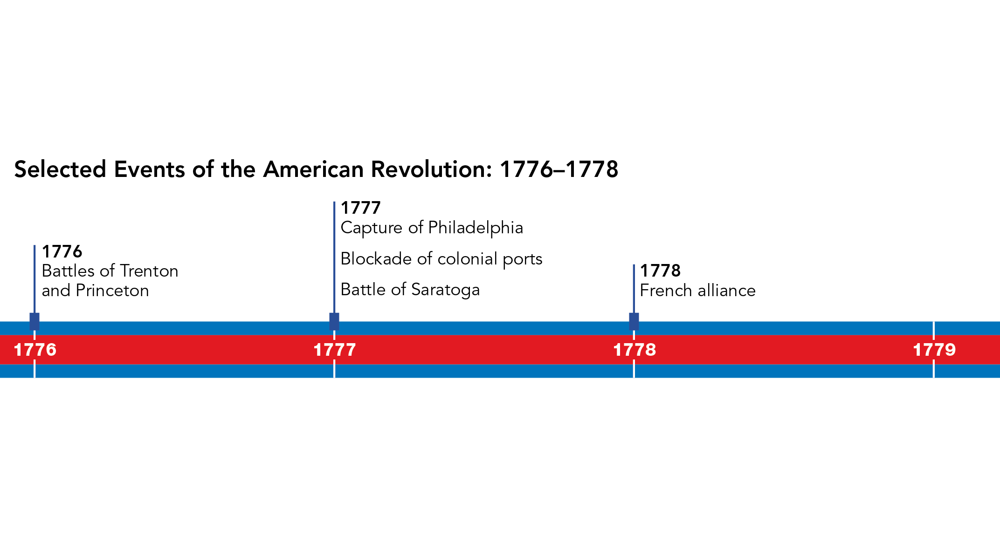 Selected Events of the American Revolution: 1776–1778
1776
Battles of Trenton
and Princeton
1777
Capture of Philadelphia
Blockade of colonial ports
Battle of Saratoga
1778
French alliance
1776
1777
1778
1779